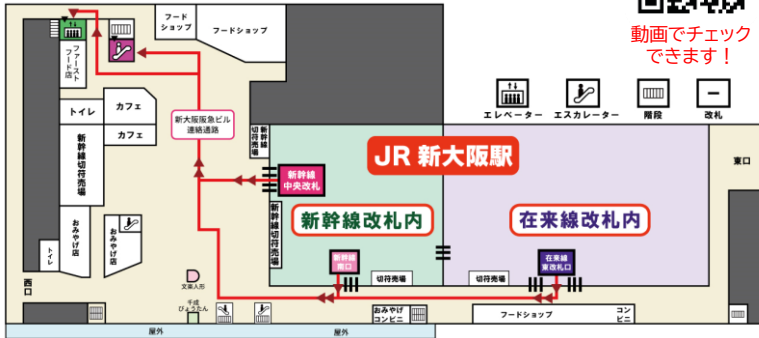 動画でチェック
できます！
フード
ショップ
フードショップ
ファースト
フード店
エレベーター
エスカレーター
階段
改札
トイレ
カフェ
カフェ
新大阪阪急ビル
連絡通路
新幹線
切符売場
JR 新大阪駅
東口
新幹線切符売場
新幹線
中央改札
新幹線切符売場
新幹線改札内
在来線改札内
おみやげ店
おみやげ店
トイレ
新幹線
南口
在来線
東改札口
西口
文楽人形
切符売場
切符売場
千成
びょうたん
おみやげ
コンビニ
フードショップ
コン
ビニ
屋外
屋外